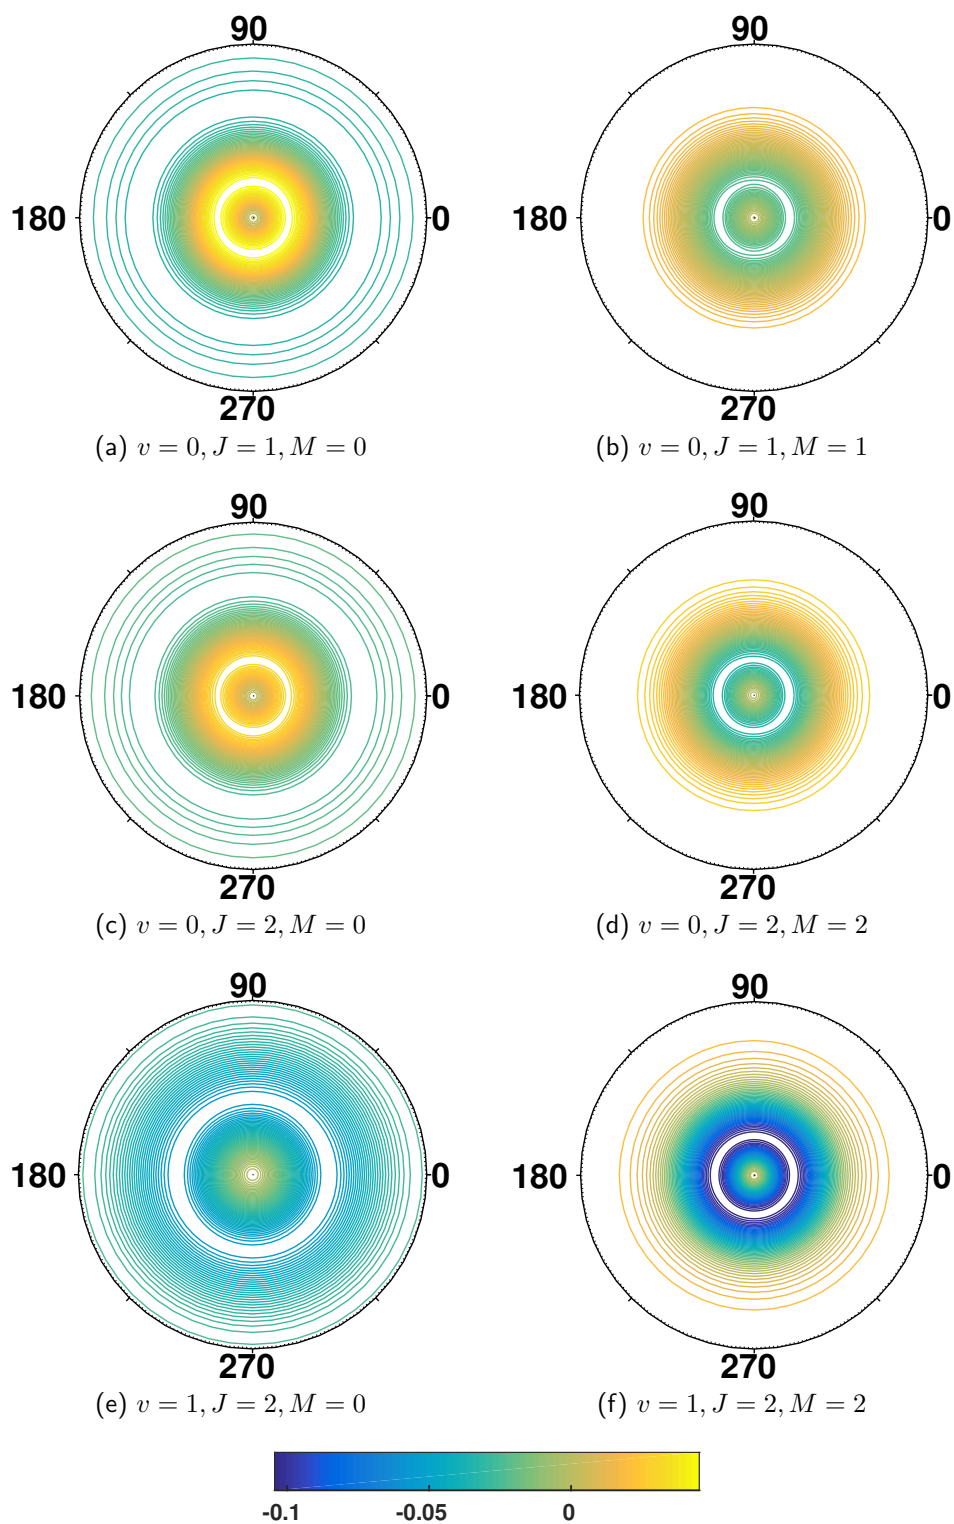 90 90
180 0 180 0
270 270
(a) v = 0, J = 1, M = 0 (b) v = 0, J = 1, M = 1
90 90
180 0 180 0
270 270
(c) v = 0, J = 2, M = 0 (d) v = 0, J = 2, M = 2
90 90
180 0 180 0
270 270
(e) v = 1, J = 2, M = 0 (f) v = 1, J = 2, M = 2
-0.1 -0.05 0